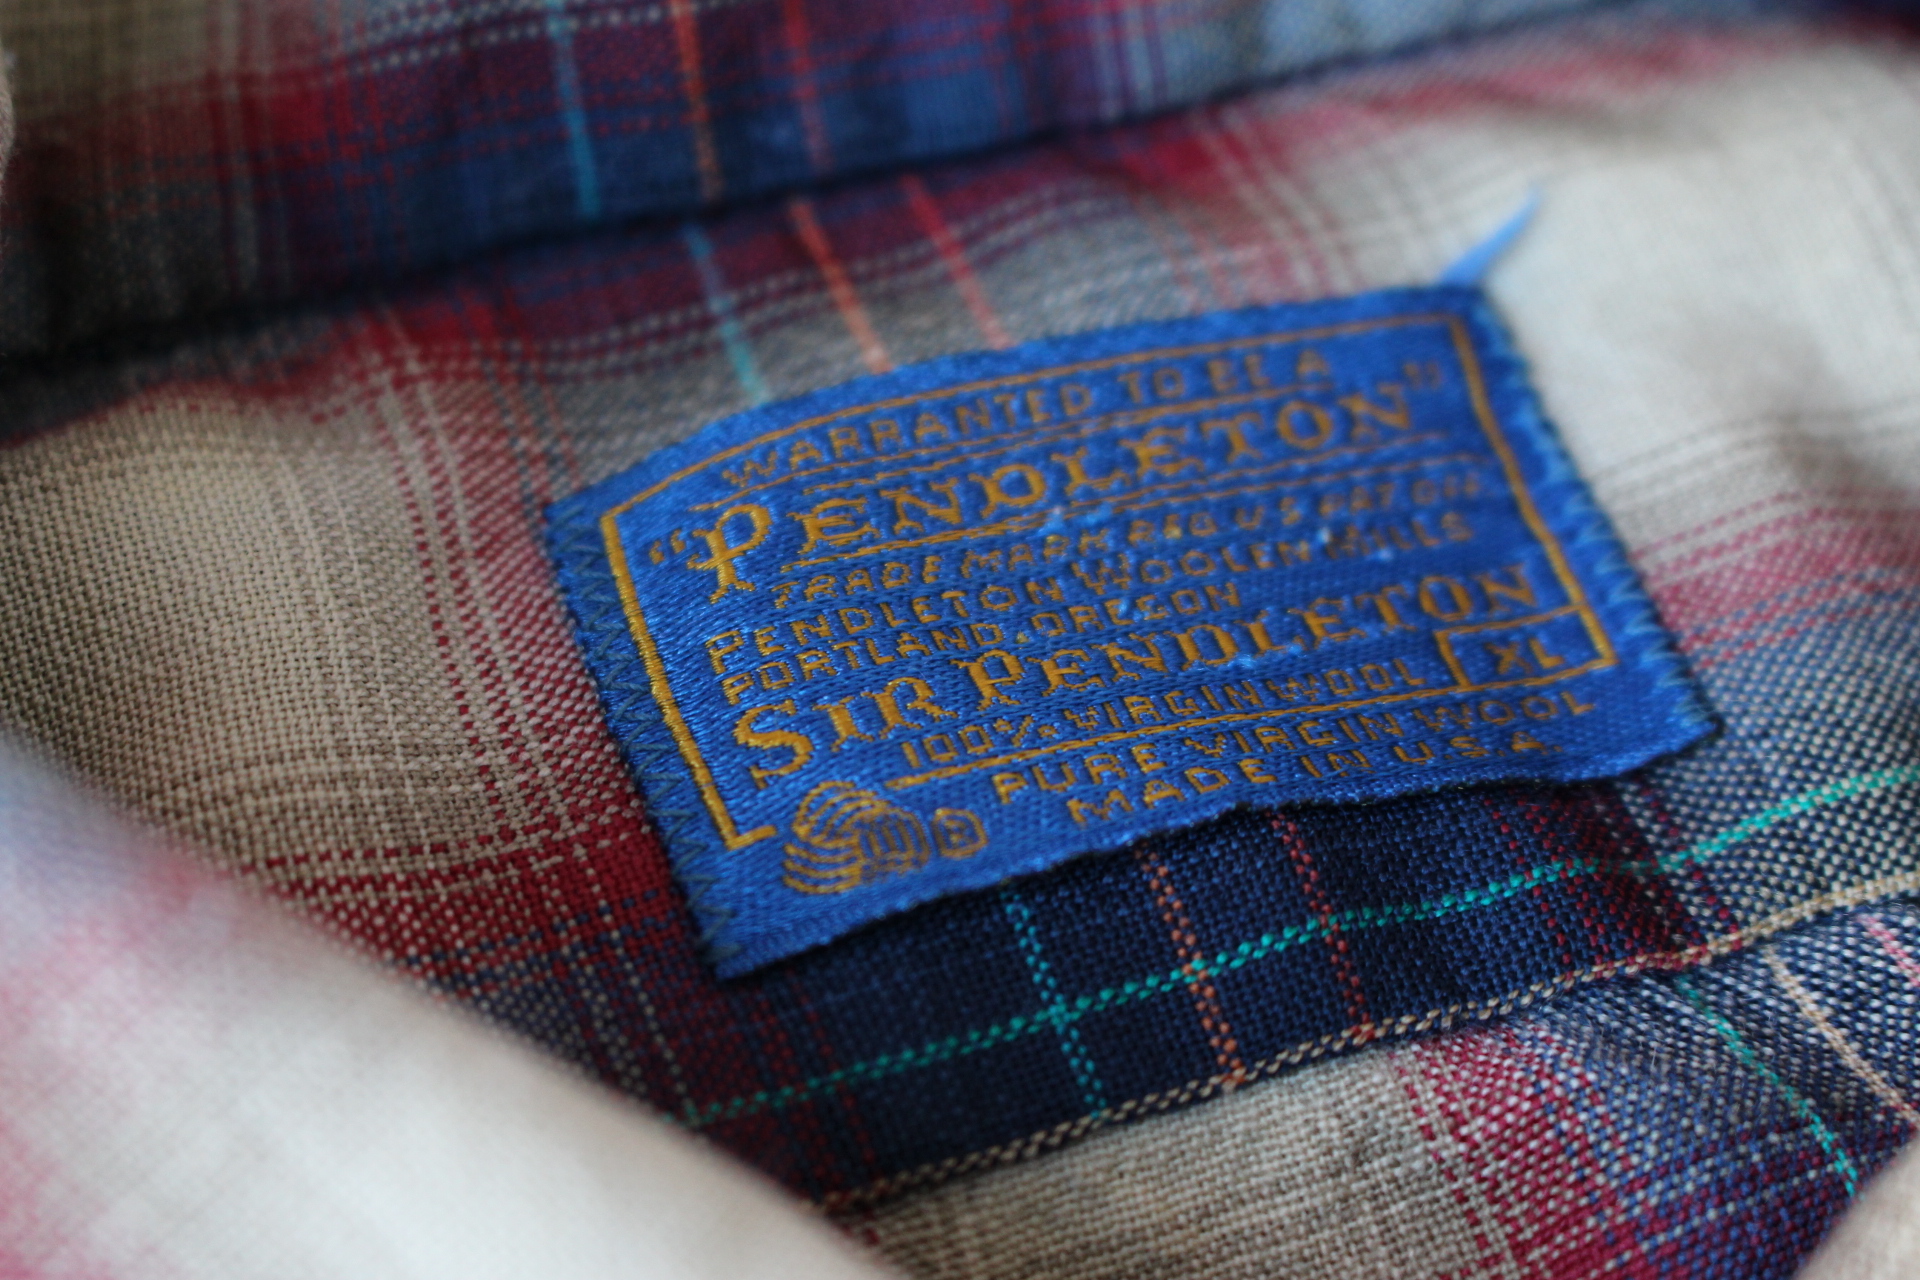 WARRANTED TO BE A
"PENDLETON"
TRADE MARK REG U S PAT OFF.
PENDLETON WOOLEN MILLS
PORTLAND, OREGON
SIR PENDLETON
100% VIRGIN WOOL XL
PURE VIRGIN WOOL
MADE IN U.S.A.
R